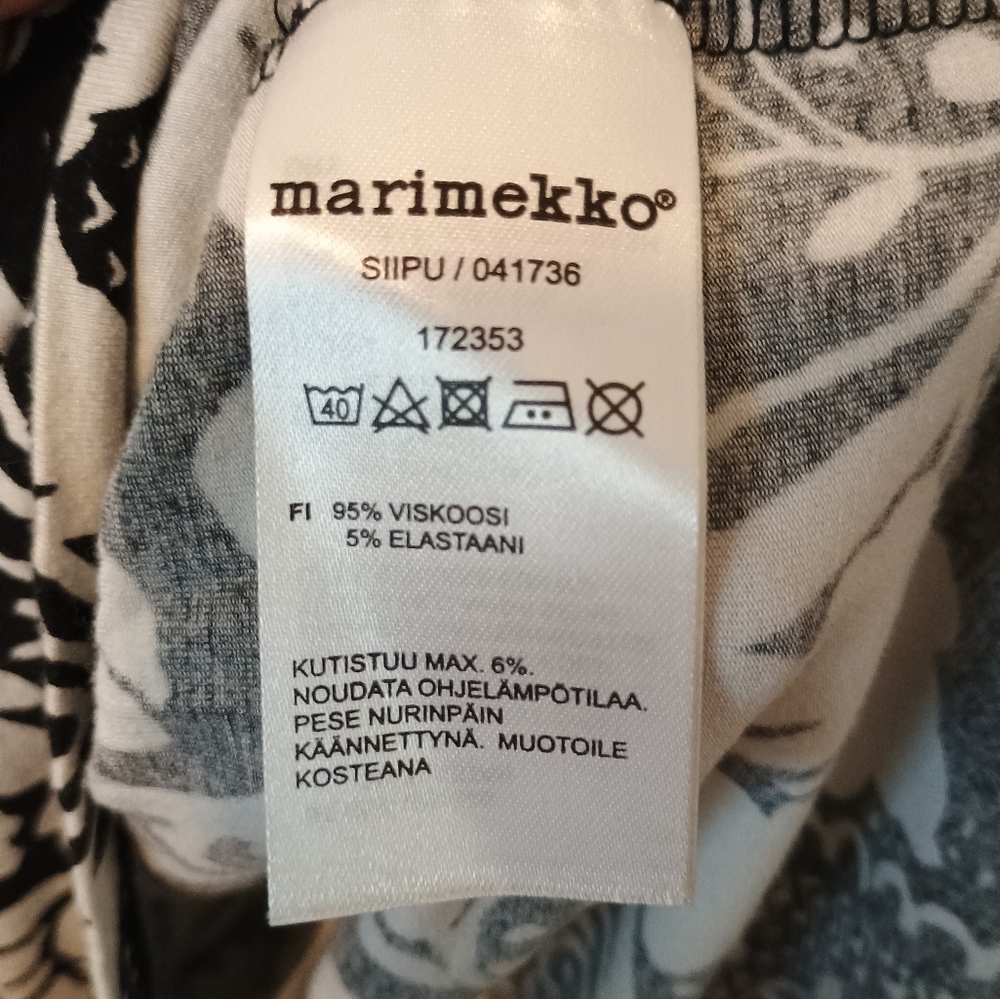 marimekko®
SIIPU / 041736
172353
40
FI 95% VISKOOSI
5% ELASTAANI
KUTISTUU MAX. 6%.
NOUDATA OHJELÄMPÖTILAA.
PESE NURINPÄIN
KÄÄNNETTYNÄ. MUOTOILE
KOSTEANA